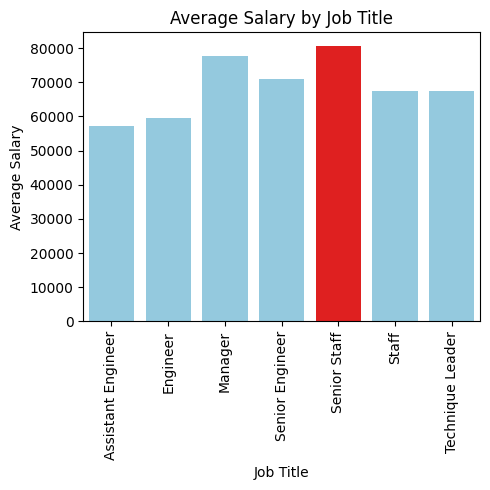 Average Salary by Job Title
Average Salary
80000
70000
60000
50000
40000
30000
20000
10000
0
Assistant Engineer
Engineer
Manager
Senior Engineer
Senior Staff
Staff
Technique Leader
Job Title